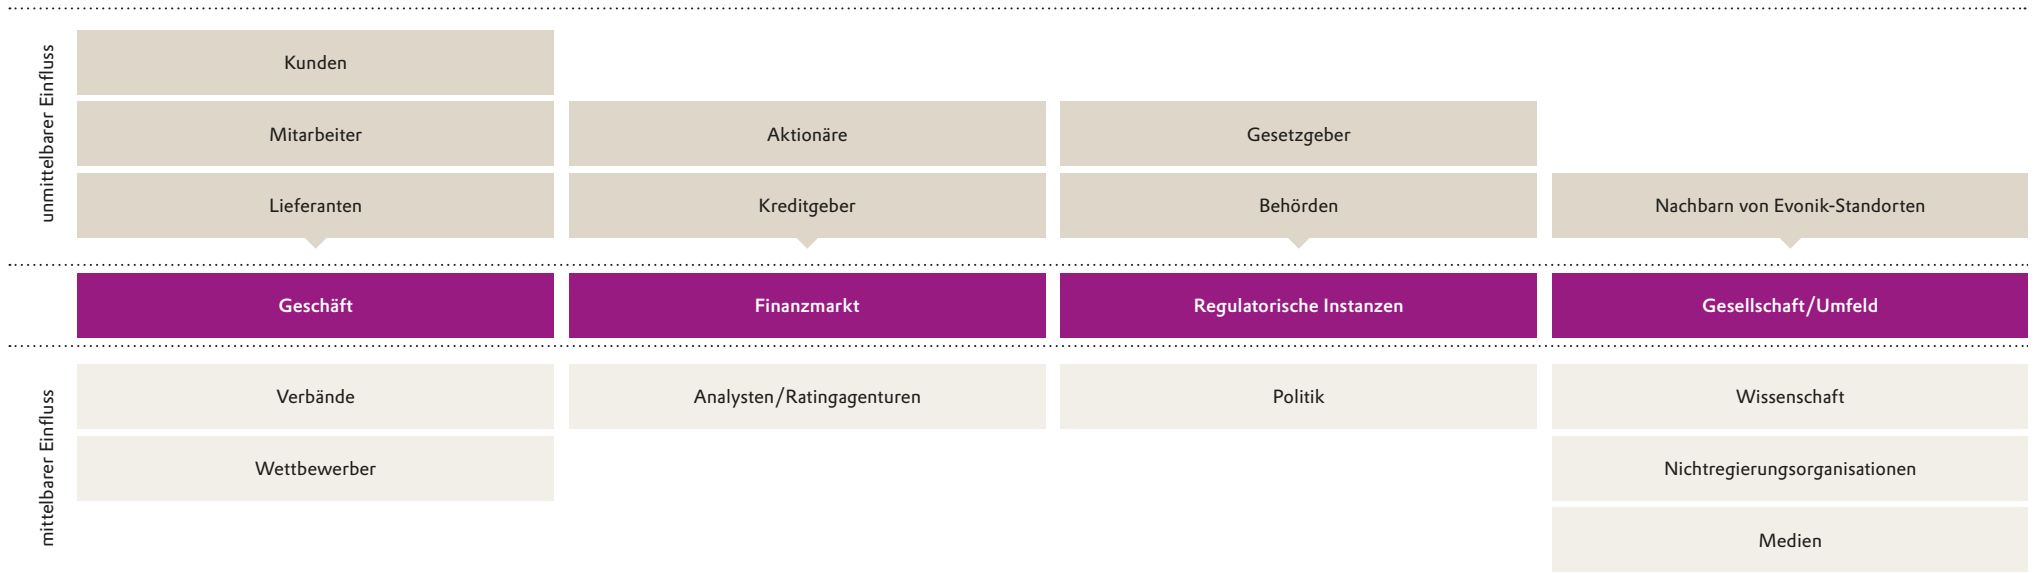 unmittelbarer Einfluss
Kunden
Mitarbeiter
Aktionäre
Gesetzgeber
Lieferanten
Kreditgeber
Behörden
Nachbarn von Evonik-Standorten
Geschäft
Finanzmarkt
Regulatorische Instanzen
Gesellschaft/Umfeld
mittelbarer Einfluss
Verbände
Analysten/Ratingagenturen
Politik
Wissenschaft
Wettbewerber
Nichtregierungsorganisationen
Medien